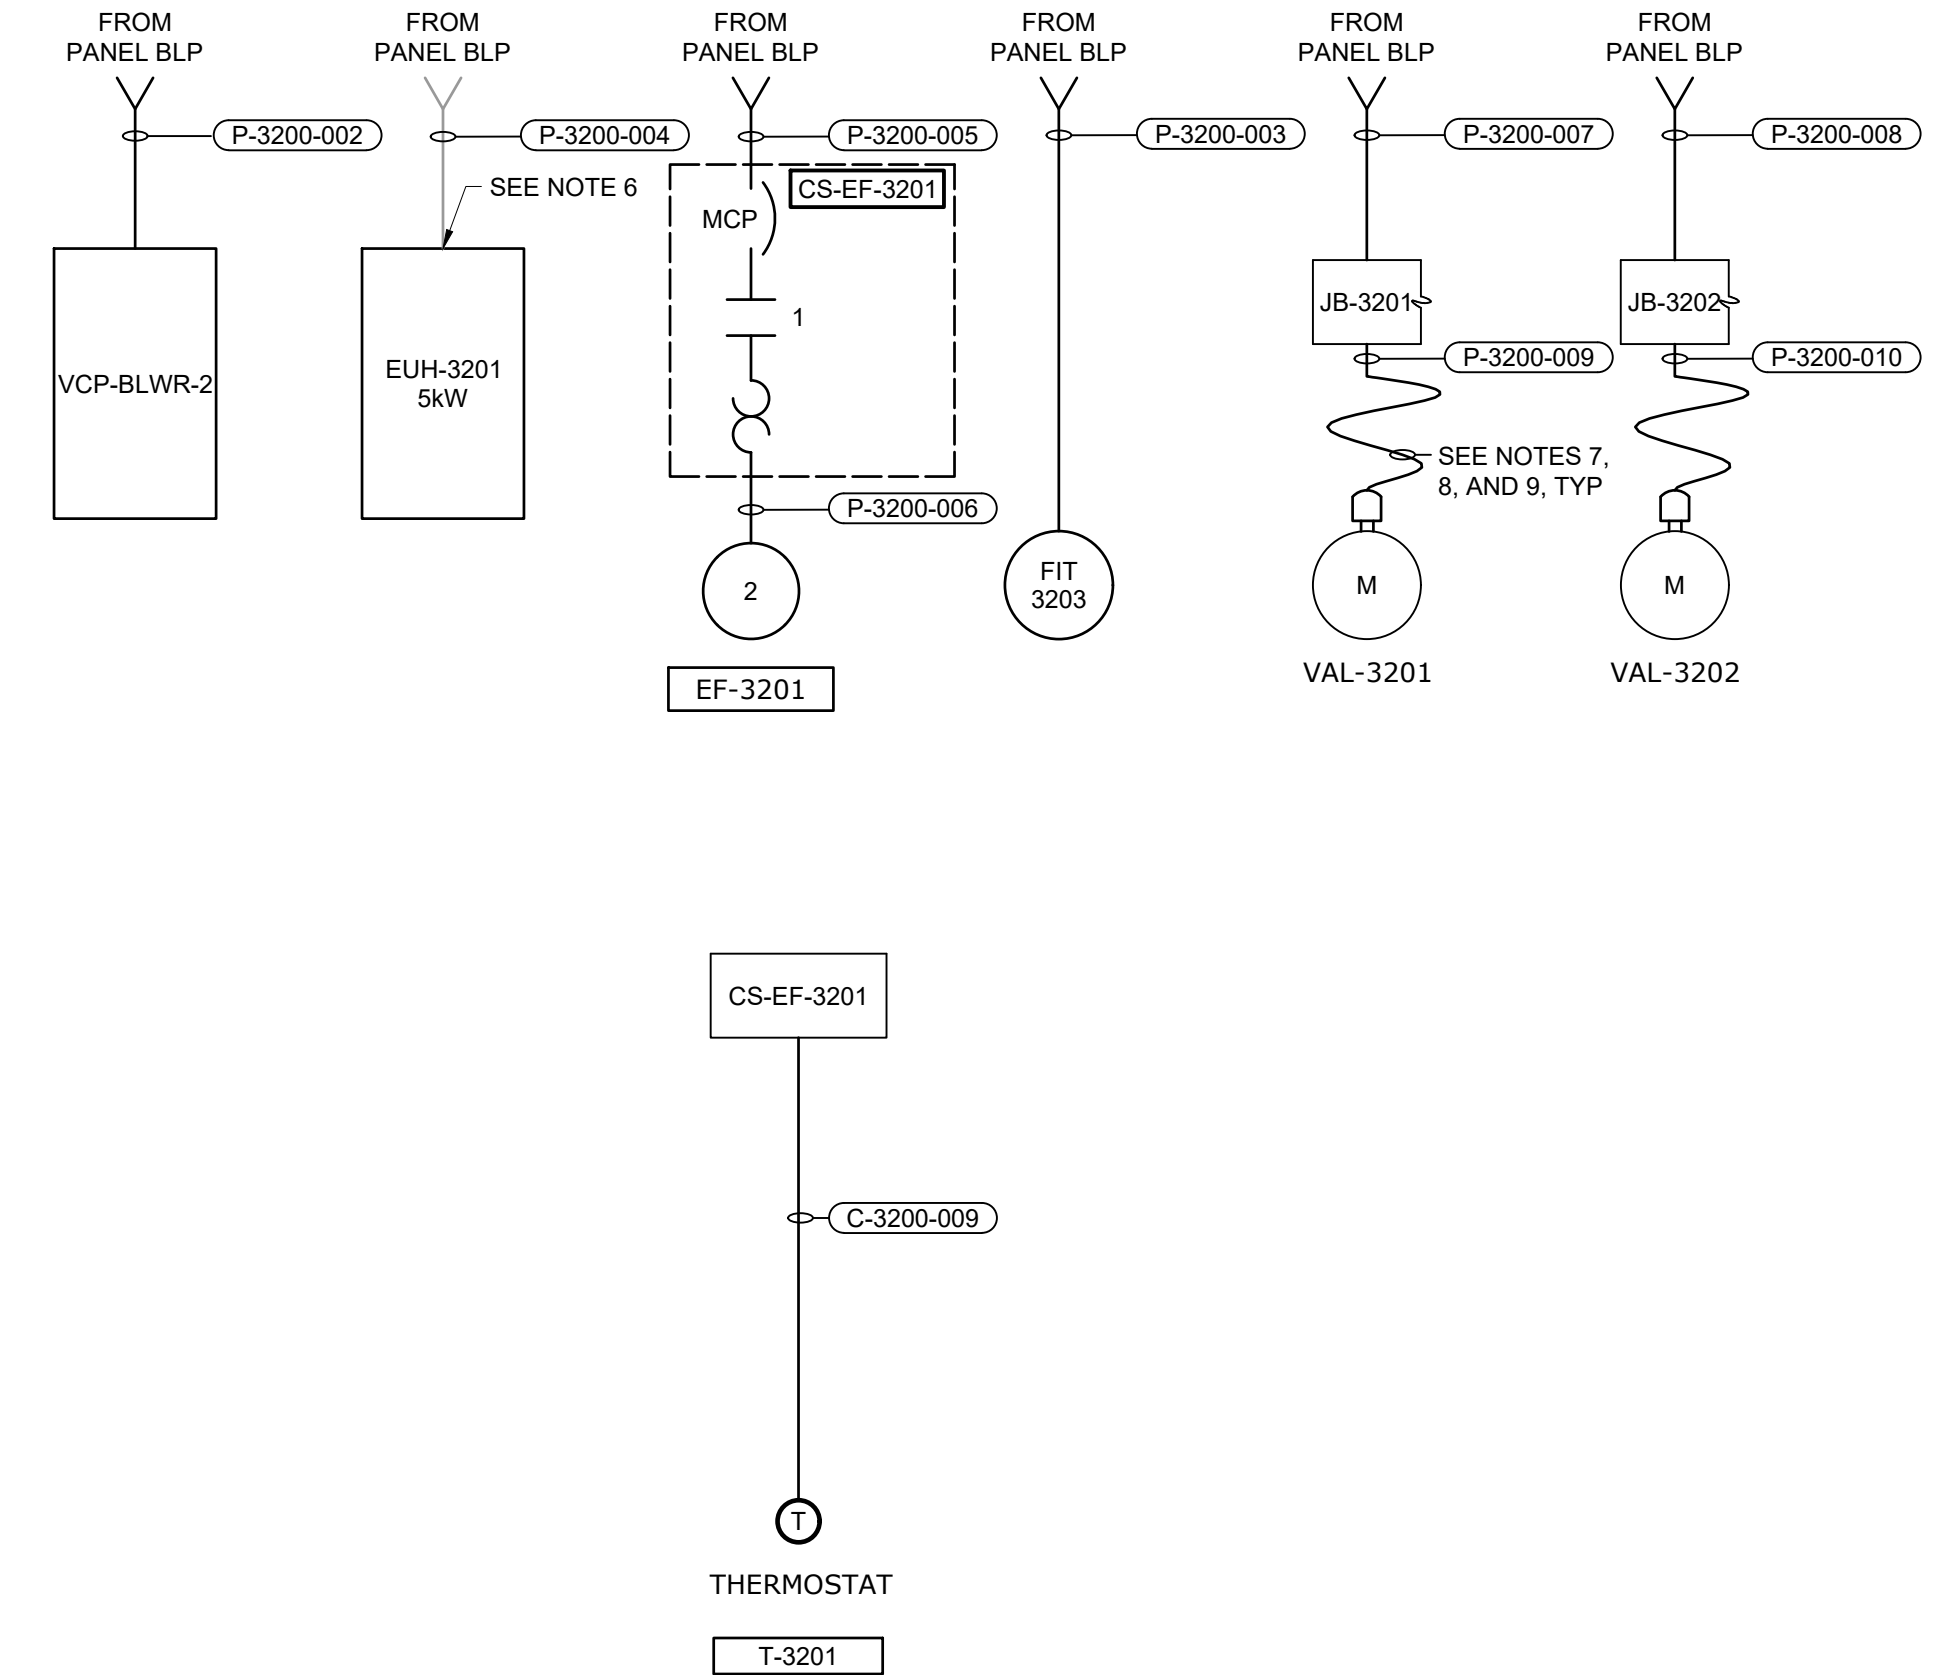 FROM
PANEL BLP
P-3200-002
VCP-BLWR-2
FROM
PANEL BLP
P-3200-004
SEE NOTE 6
EUH-3201
5kW
FROM
PANEL BLP
P-3200-005
CS-EF-3201
MCP
1
P-3200-006
2
EF-3201
FROM
PANEL BLP
P-3200-003
FIT
3203
FROM
PANEL BLP
P-3200-007
JB-3201
P-3200-009
SEE NOTES 7,
8, AND 9, TYP
M
VAL-3201
FROM
PANEL BLP
P-3200-008
JB-3202
P-3200-010
M
VAL-3202
CS-EF-3201
C-3200-009
T
THERMOSTAT
T-3201